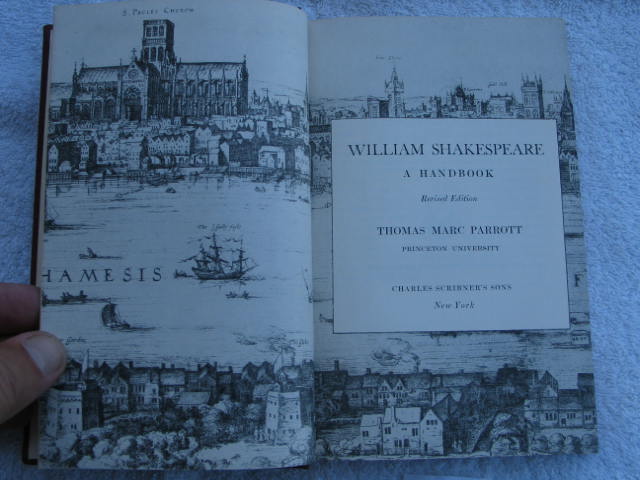 S. PAULES CHURCH
HAMESIS
WILLIAM SHAKESPEARE
A HANDBOOK
Revised Edition
THOMAS MARC PARROTT
PRINCETON UNIVERSITY
CHARLES SCRIBNER'S SONS
New York